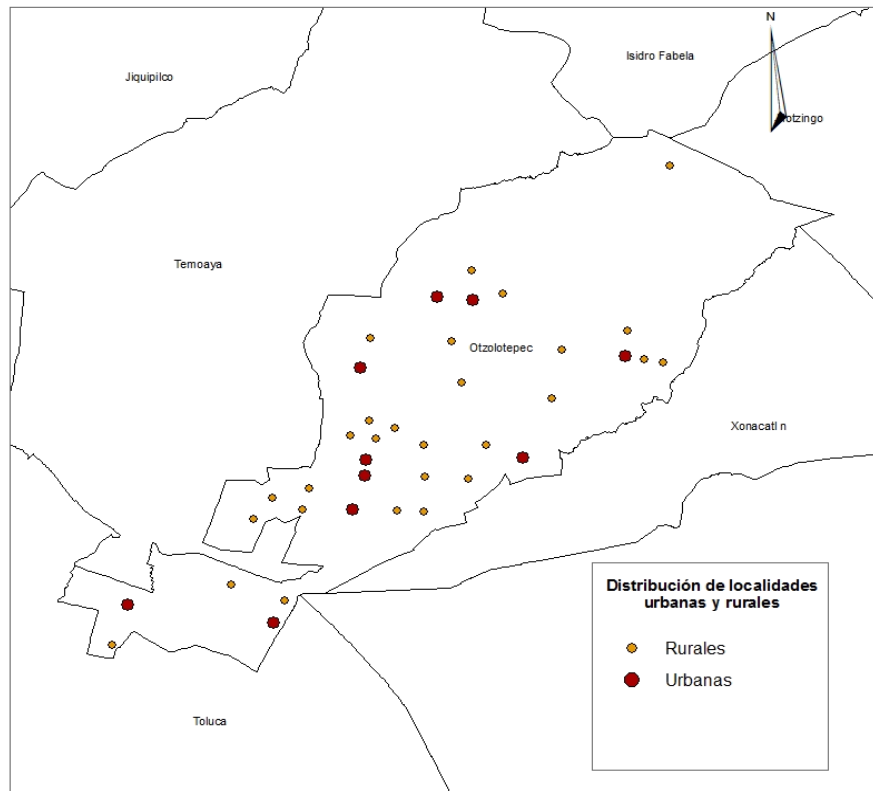 Isidro Fabela
N
Jiquipilco
otzingo
Temoaya
Otzolotepec
Xonacatl n
Distribución de localidades
urbanas y rurales
Rurales
Urbanas
Toluca